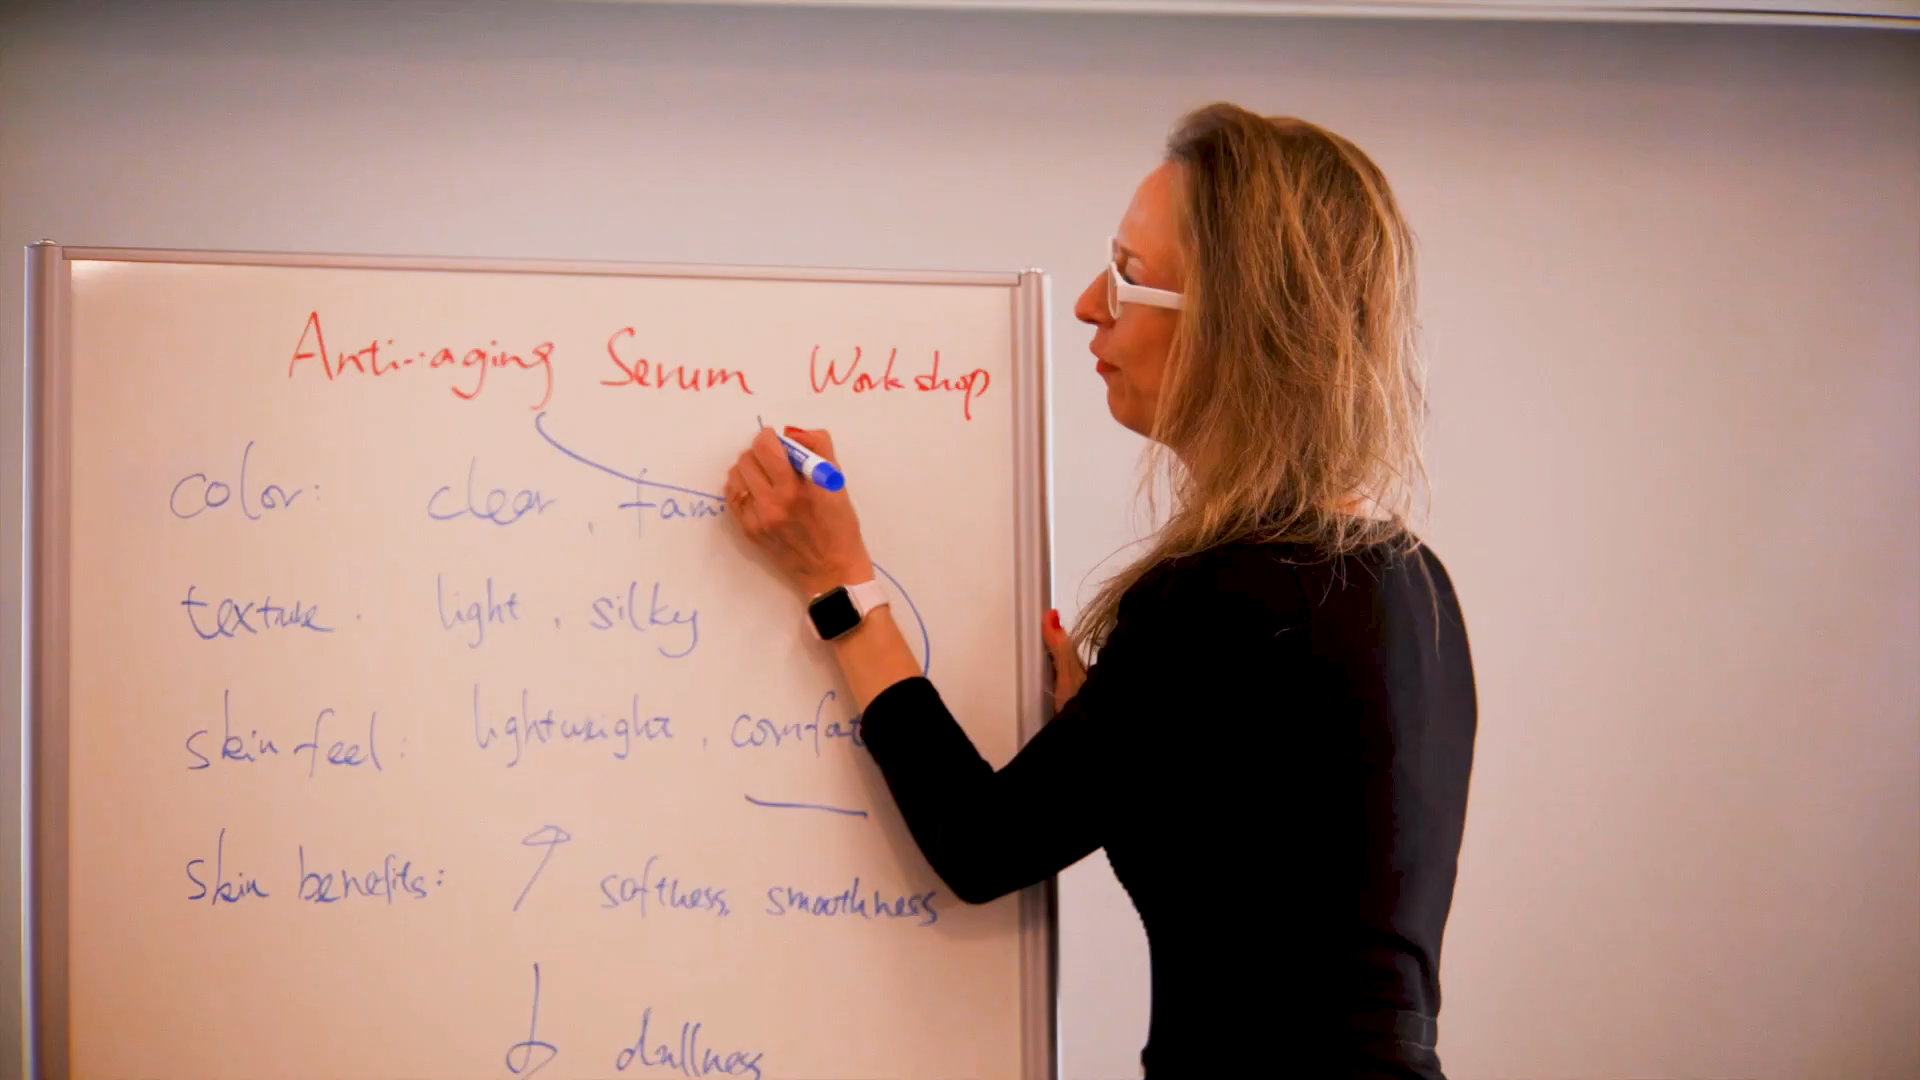 Anti-aging Serum Workshop
color: clear,
texture. light, silky
skin feel: lightweight,
skin benefits: softness, smoothness
dullness